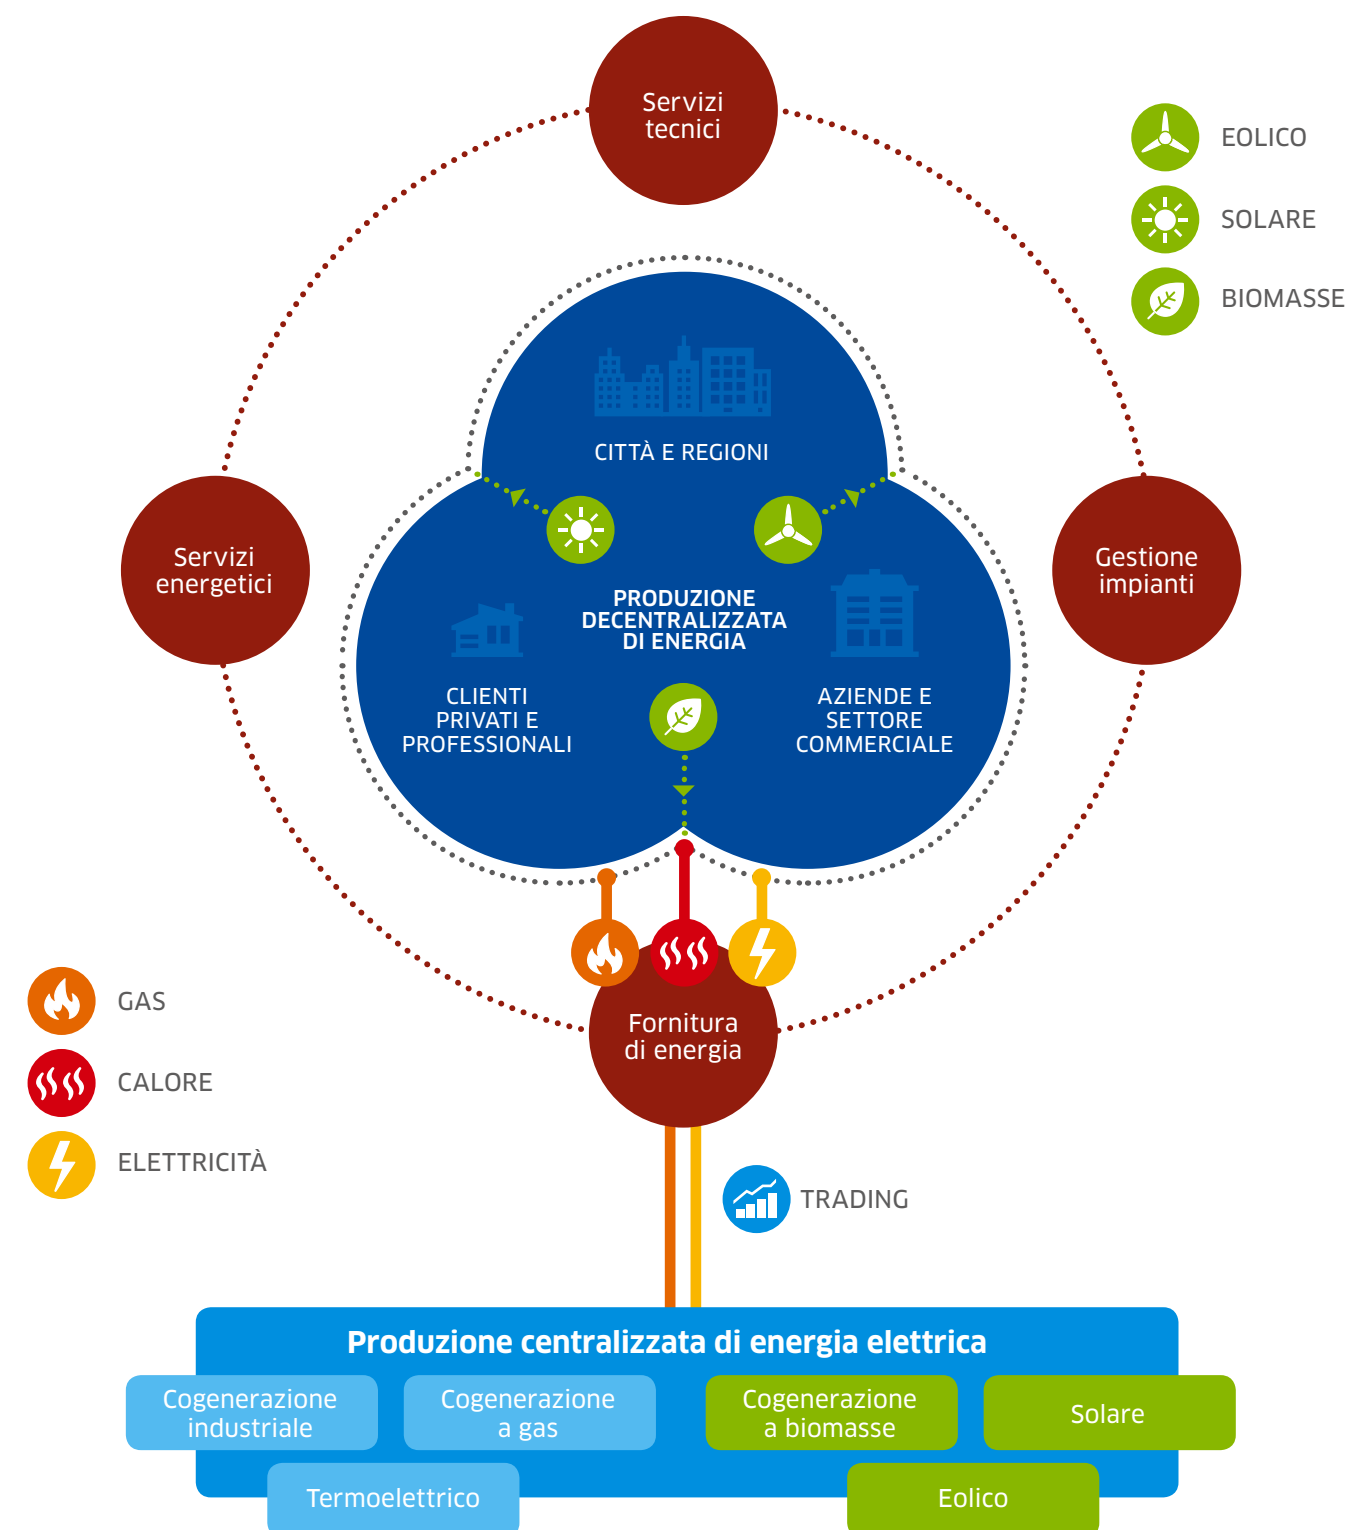 Servizi
tecnici
EOLICO
SOLARE
BIOMASSE
CITTÀ E REGIONI
Servizi
energetici
Gestione
impianti
PRODUZIONE
DECENTRALIZZATA
DI ENERGIA
CLIENTI
PRIVATI E
PROFESSIONALI
AZIENDE E
SETTORE
COMMERCIALE
GAS
CALORE
ELETTRICITÀ
Fornitura
di energia
TRADING
Produzione centralizzata di energia elettrica
Cogenerazione
industriale
Cogenerazione
a gas
Cogenerazione
a biomasse
Solare
Termoelettrico
Eolico